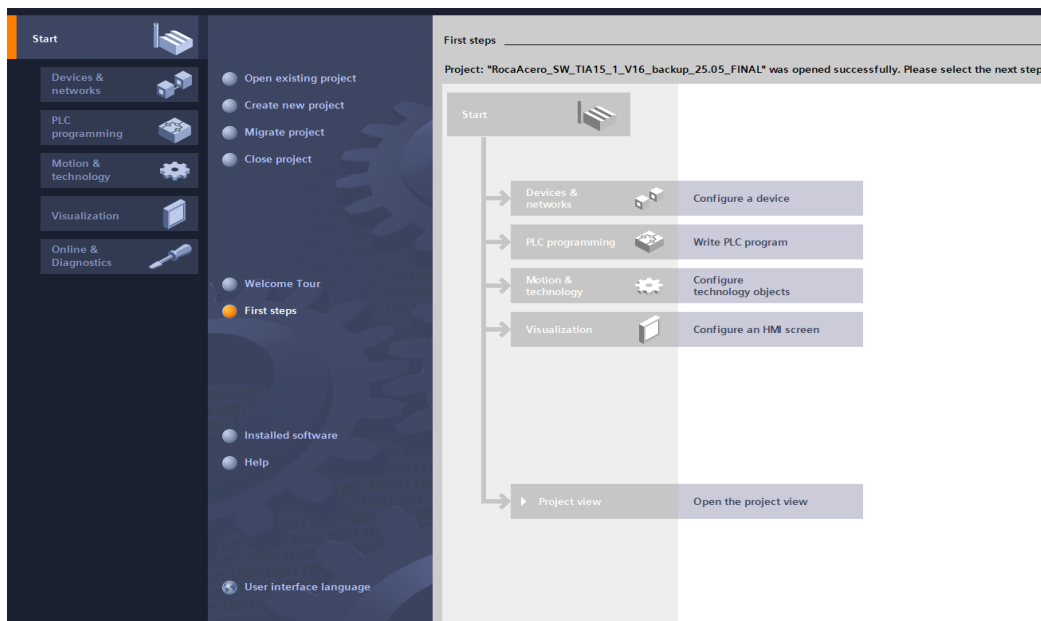 Start
Devices &
networks
PLC
programming
Motion &
technology
Visualization
Online &
Diagnostics
Open existing project
Create new project
Migrate project
Close project
Welcome Tour
First steps
Installed software
Help
User interface language
First steps
Project: "RocaAcero_SW_TIA15_1_V16_backup_25.05_FINAL" was opened successfully. Please select the next step
Start
Devices &
networks
Configure a device
PLC programming
Write PLC program
Motion &
technology
Configure
technology objects
Visualization
Configure an HMI screen
Project view
Open the project view